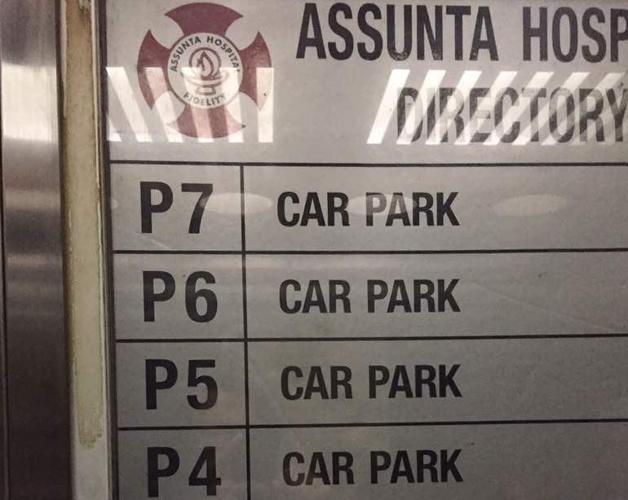 ASSUNTA HOSPITAL
FIDELITY
ASSUNTA HOSP
DIRECTORY
P7 CAR PARK
P6 CAR PARK
P5 CAR PARK
P4 CAR PARK